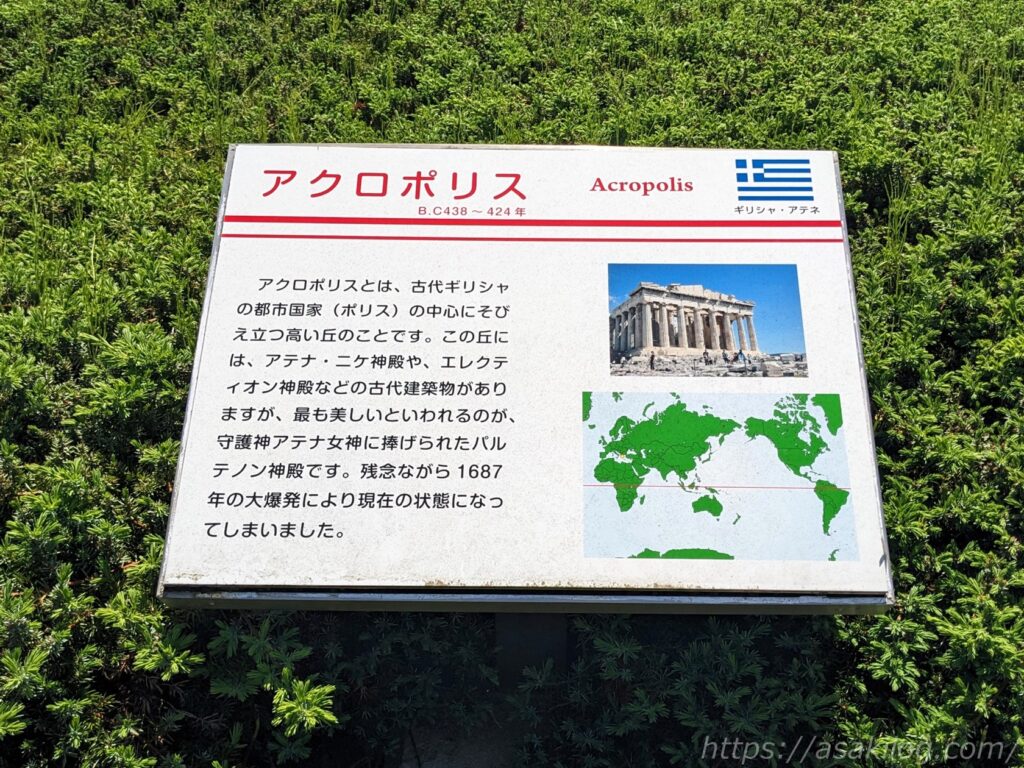 アクロポリス
Acropolis
B.C438～424年
ギリシャ・アテネ
アクロポリスとは、古代ギリシャ
の都市国家（ポリス）の中心にそび
え立つ高い丘のことです。この丘に
は、アテナ・ニケ神殿や、エレクテ
ィオン神殿などの古代建築物があり
ますが、最も美しいといわれるのが、
守護神アテナ女神に捧げられたパル
テノン神殿です。残念ながら1687
年の大爆発により現在の状態になっ
てしまいました。
https://asakilog.com/